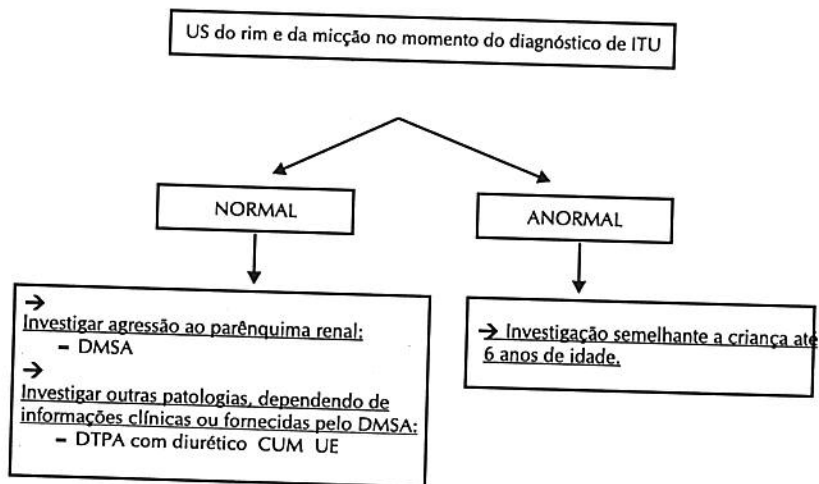 US do rim e da micção no momento do diagnóstico de ITU
NORMAL
ANORMAL
→
Investigar agressão ao parênquima renal:
– DMSA
→
Investigar outras patologias, dependendo de
informações clínicas ou fornecidas pelo DMSA:
– DTPA com diurético CUM UE
→ Investigação semelhante a criança até
6 anos de idade.